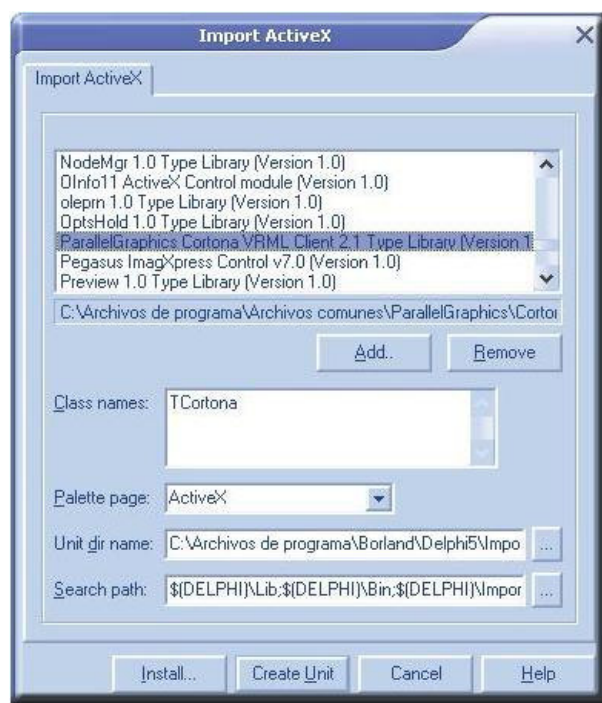 Import ActiveX
Import ActiveX
NodeMgr 1.0 Type Library (Version 1.0)
OInfo11 ActiveX Control module (Version 1.0)
oleprn 1.0 Type Library (Version 1.0)
OptsHold 1.0 Type Library (Version 1.0)
ParallelGraphics Cortona VRML Client 2.1 Type Library (Version 1
Pegasus ImagXpress Control v7.0 (Version 1.0)
Preview 1.0 Type Library (Version 1.0)
C:\Archivos de programa\Archivos comunes\ParallelGraphics\Cortor
Add..
Remove
Class names:
TCortona
Palette page:
ActiveX
Unit dir name:
C:\Archivos de programa\Borland\Delphi5\Impo
...
Search path:
$(DELPHI)\Lib;$(DELPHI)\Bin;$(DELPHI)\Impor
...
Install...
Create Unit
Cancel
Help